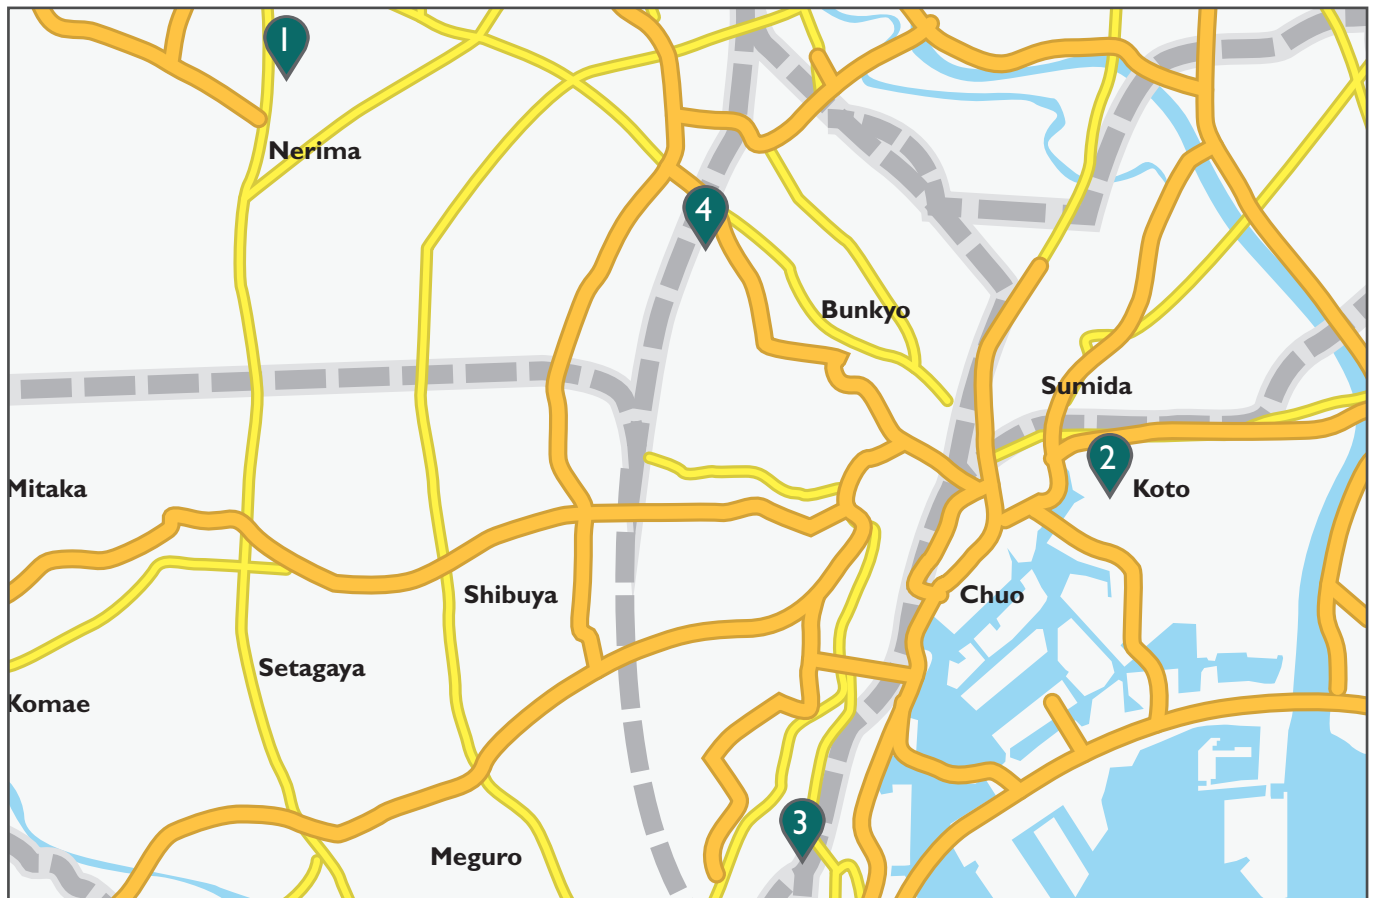 1
Nerima
4
Bunkyo
Sumida
2
Mitaka
Koto
Shibuya
Chuo
Setagaya
Komae
3
Meguro